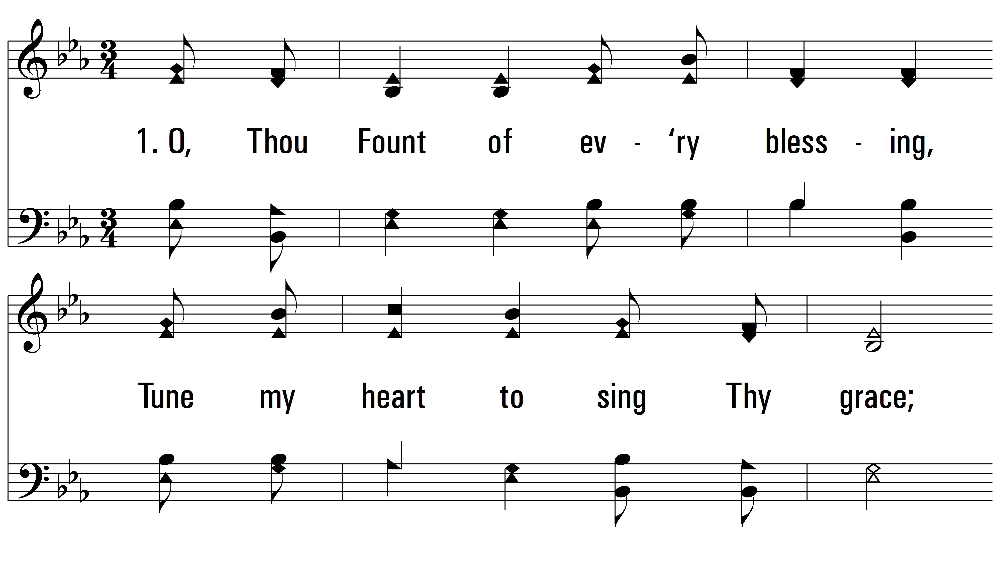 1. O, Thou Fount of ev - ‘ry bless - ing,
Tune my heart to sing Thy grace;